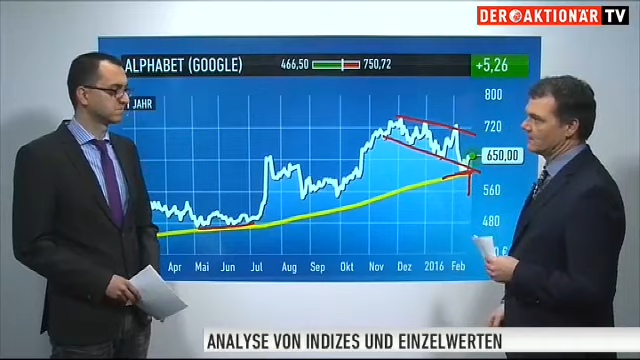 DER AKTIONÄR TV
ALPHABET (GOOGLE) 466,50 750,72 +5,26
JAHR
800
720
650,00
560
480
Apr Mai Jun Jul Aug Sep Okt Nov Dez 2016 Feb
ANALYSE VON INDIZES UND EINZELWERTEN